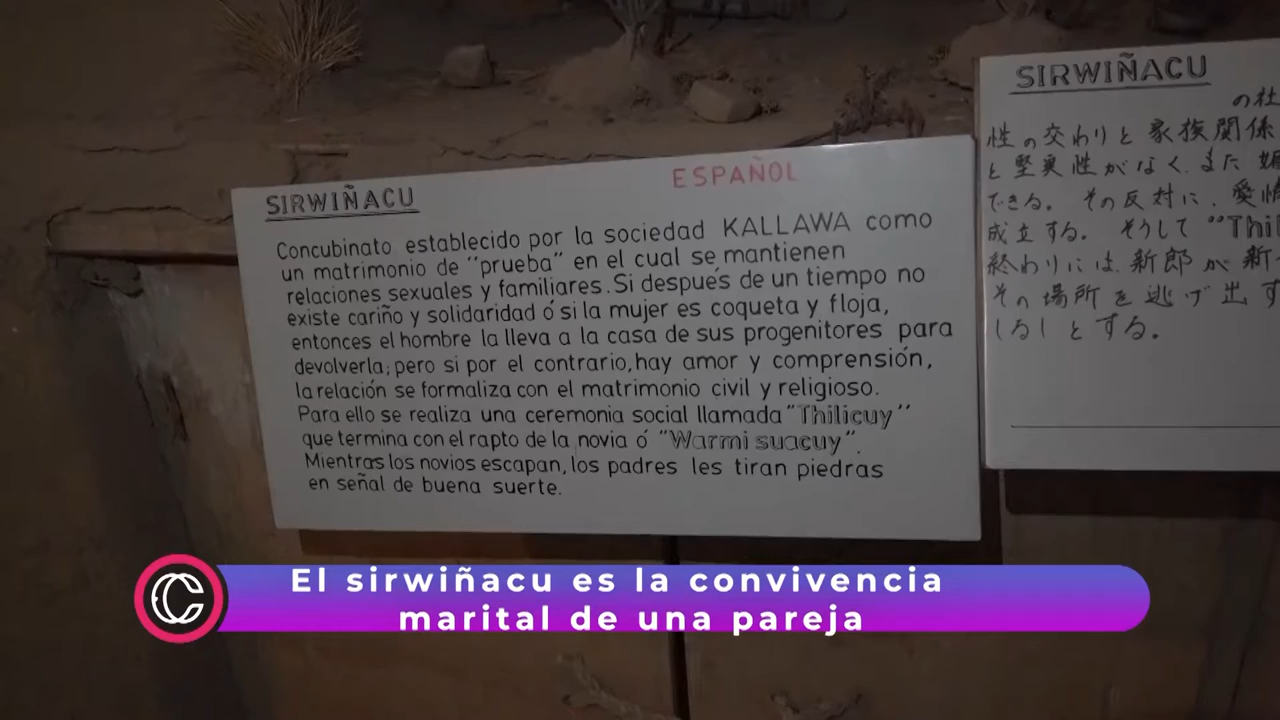 SIRWIÑACU
ESPAÑOL
Concubinato establecido por la sociedad KALLAWA como
un matrimonio de "prueba" en el cual se mantienen
relaciones sexuales y familiares. Si después de un tiempo no
existe cariño y solidaridad ó si la mujer es coqueta y floja,
entonces el hombre la lleva a la casa de sus progenitores para
devolverla; pero si por el contrario, hay amor y comprensión,
la relación se formaliza con el matrimonio civil y religioso.
Para ello se realiza una ceremonia social llamada "Thilicuy"
que termina con el rapto de la novia ó "Warmi suacuy".
Mientras los novios escapan, los padres les tiran piedras
en señal de buena suerte.
SIRWIÑACU
の社
性の交わりと家族関係
と堅実性がなく、また
できる。その反対に、愛情
成立する。そうして "Thil
終わりには、新郎が新
その場所を逃げ出す
しるしとする。
El sirwiñacu es la convivencia
marital de una pareja